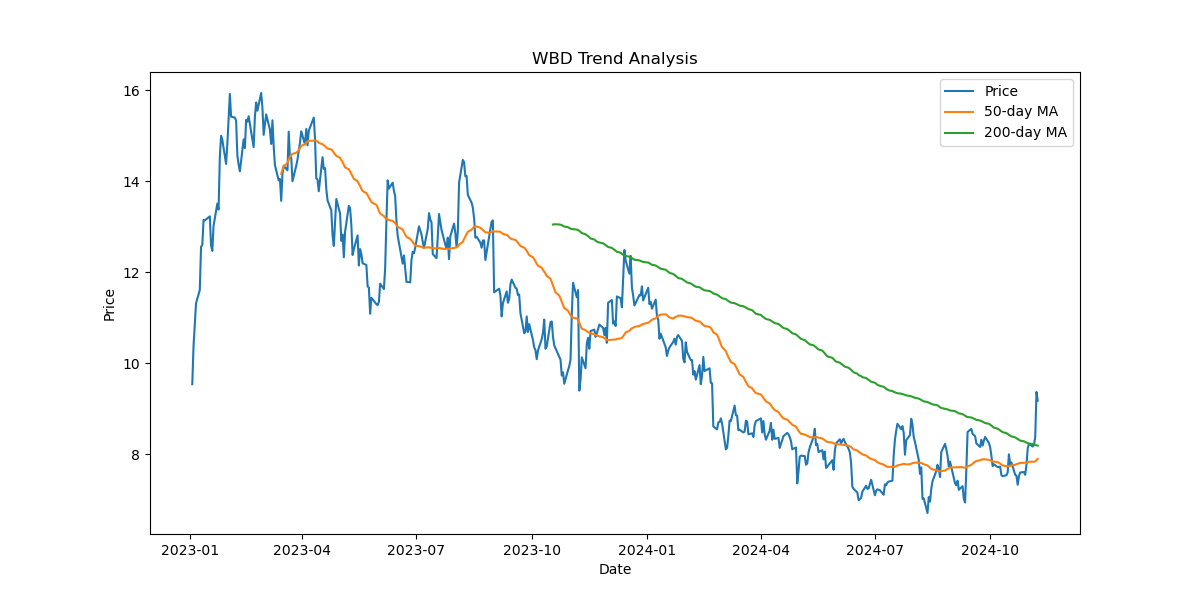 WBD Trend Analysis
Price
50-day MA
200-day MA
16
14
12
10
8
Price
2023-01
2023-04
2023-07
2023-10
2024-01
2024-04
2024-07
2024-10
Date